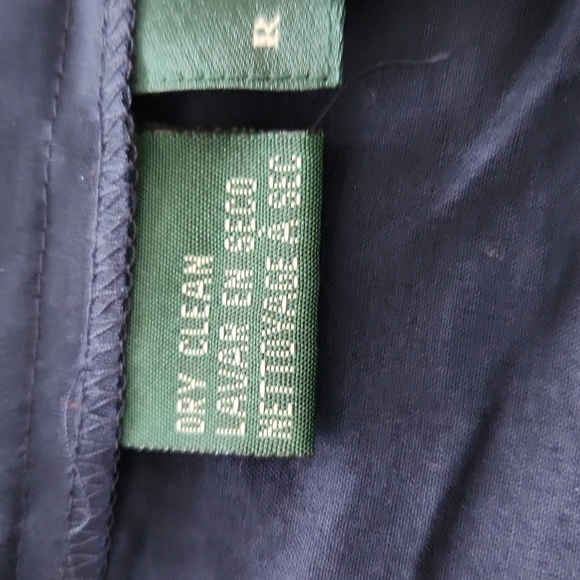 R
DRY CLEAN
LAVAR EN SECO
NETTOYAGE À SEC